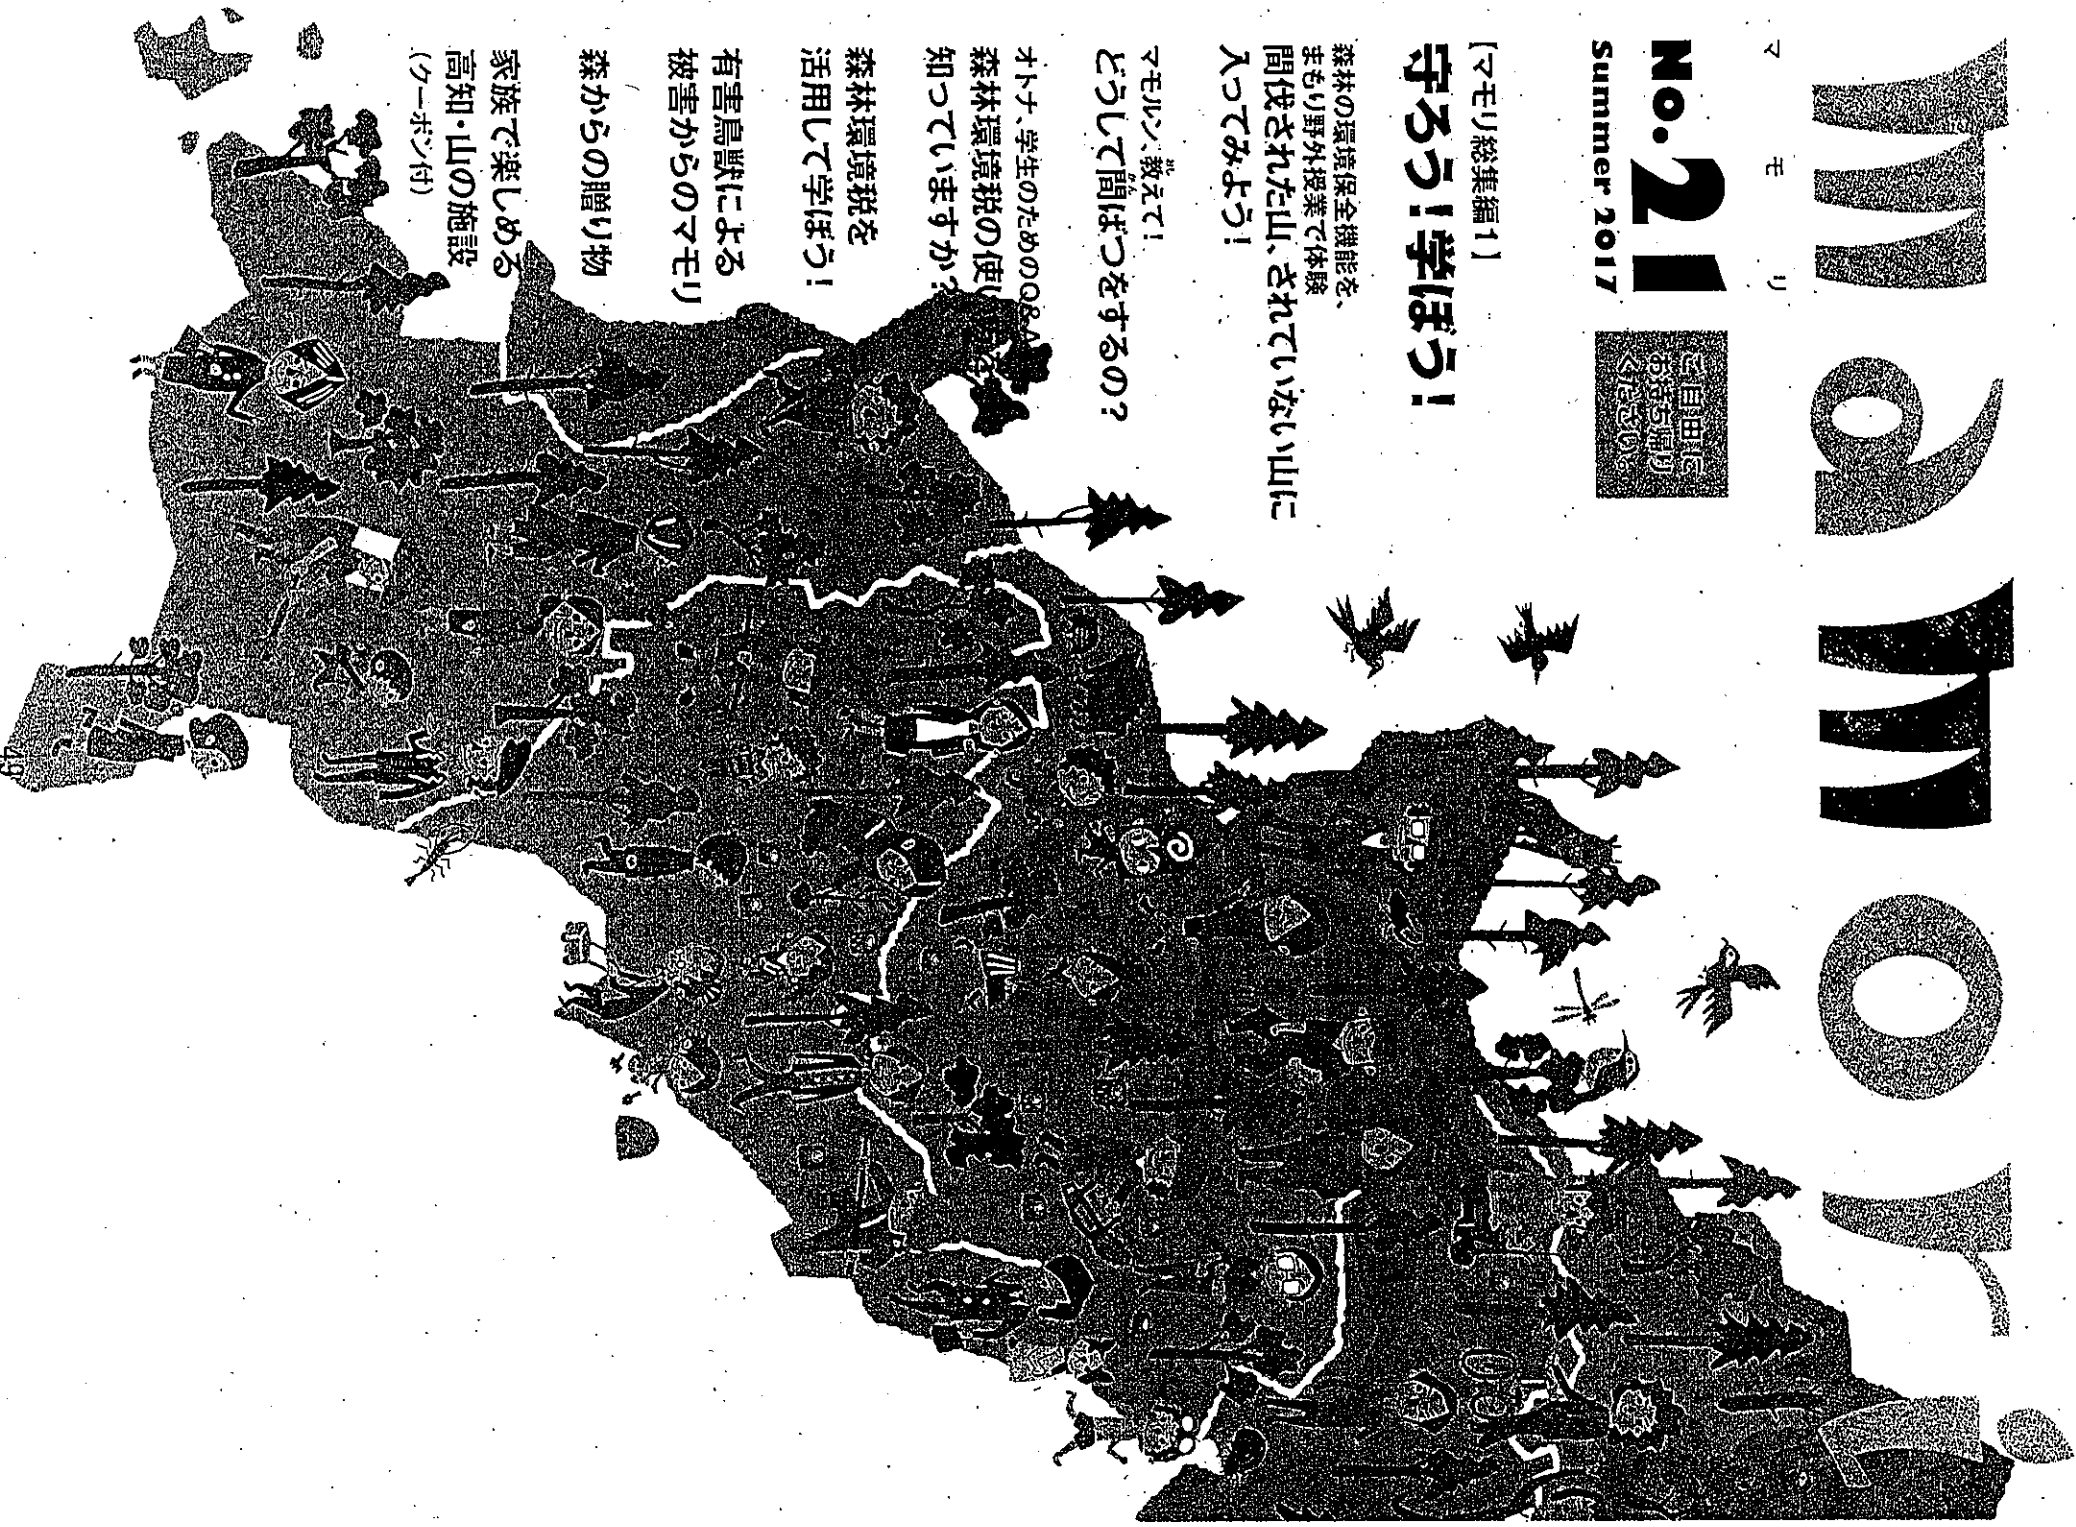 mamori
マモリ
No.21
Summer 2017
ご自由に
お持ち帰り
ください。
【マモリ総集編1】
守ろう！学ぼう！
森林の環境保全機能を、
まもり野外授業で体験
間伐された山、されていない山に
入ってみよう！
マモルン、教えて！
どうして間ばつをするの？
オトナ、学生のためのQ&A
森林環境税の使い
知っていますか？
森林環境税を
活用して学ぼう！
有害鳥獣による
被害からのマモリ
森からの贈り物
家族で楽しめる
高知・山の施設
（クーポン付）
49